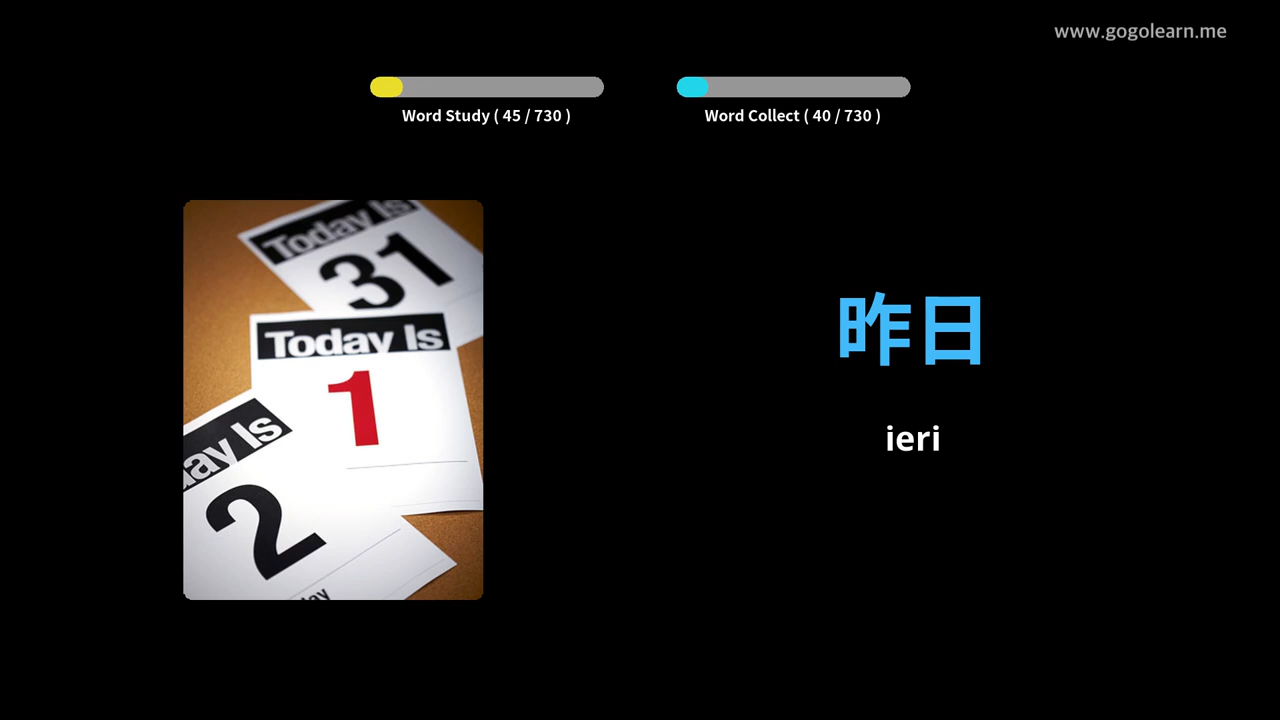 www.gogolearn.me
Word Study ( 45 / 730 )
Word Collect ( 40 / 730 )
Today Is
31
Today Is
1
ay Is
2
昨日
ieri